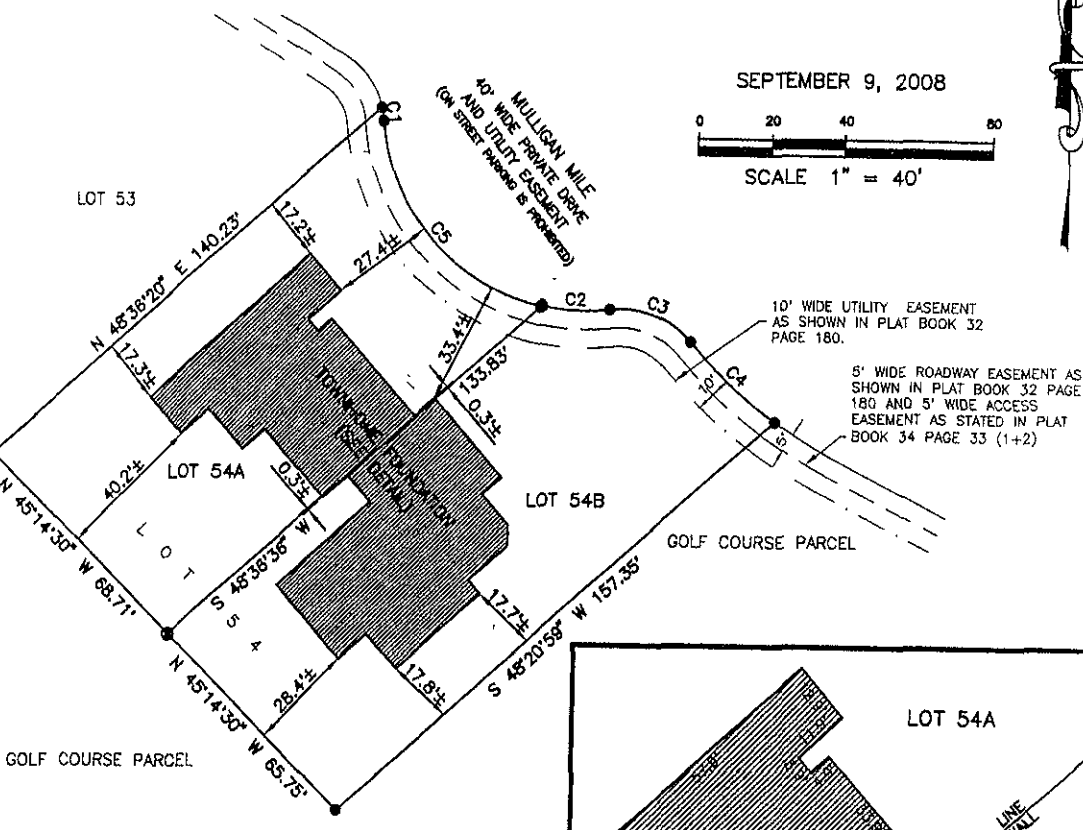 SEPTEMBER 9, 2008
0 20 40 80
SCALE 1" = 40'
MULLIGAN MILE
40' WIDE PRIVATE DRIVE
AND UTILITY EASEMENT
(ON STREET PARKING IS PROHIBITED)
C1
LOT 53
17.2'±
27.4'±
C5
N 48°38'20" E 140.23'
C2
C3
10' WIDE UTILITY EASEMENT
AS SHOWN IN PLAT BOOK 32
PAGE 180.
33.4'±
17.3'±
133.83'
0.3'±
10'
C4
5' WIDE ROADWAY EASEMENT AS
SHOWN IN PLAT BOOK 32 PAGE
180 AND 5' WIDE ACCESS
EASEMENT AS STATED IN PLAT
BOOK 34 PAGE 33 (1+2)
5'
TOWNHOME FOUNDATION
(SEE DETAIL)
40.2'±
LOT 54A
0.3'±
LOT 54B
N 45°14'30" W 68.71'
LOT 54
S 48°38'38" W
GOLF COURSE PARCEL
17.7'±
S 48°20'59" W 157.35'
17.8'±
28.4'±
N 45°14'30" W 65.75'
GOLF COURSE PARCEL
LOT 54A
11.9'
LINE